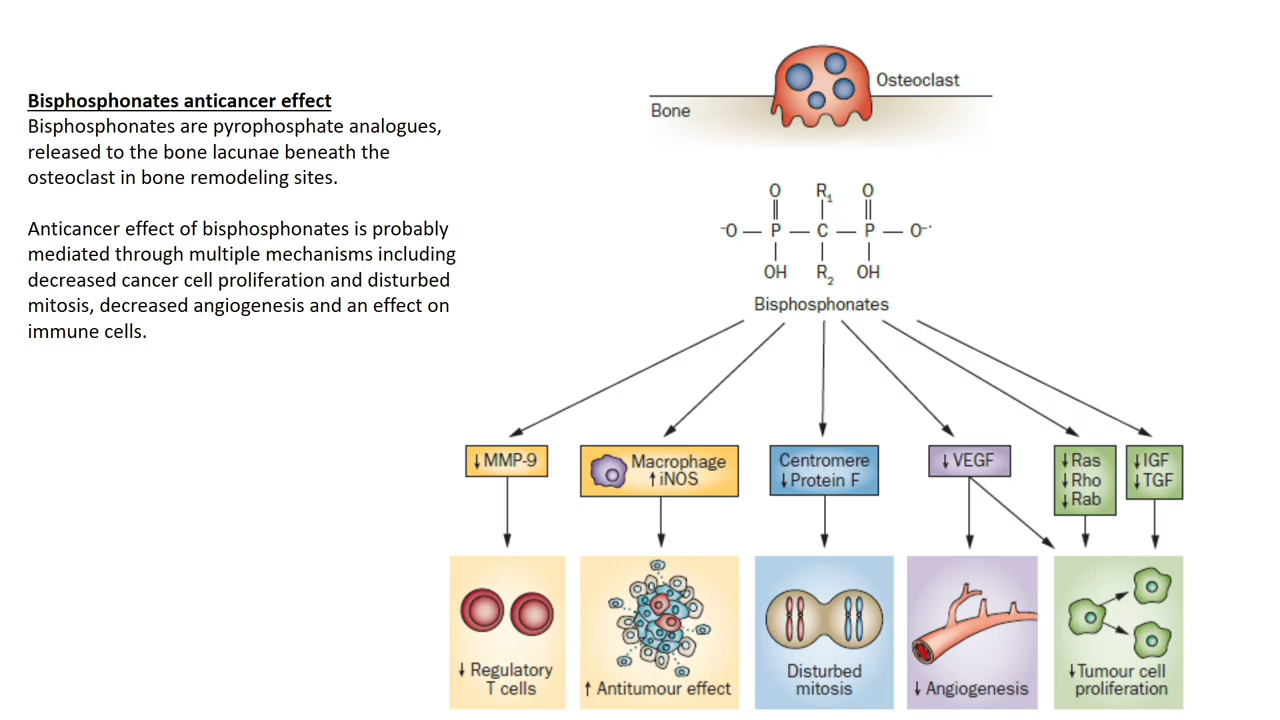 Bisphosphonates anticancer effect
Bisphosphonates are pyrophosphate analogues,
released to the bone lacunae beneath the
osteoclast in bone remodeling sites.
Anticancer effect of bisphosphonates is probably
mediated through multiple mechanisms including
decreased cancer cell proliferation and disturbed
mitosis, decreased angiogenesis and an effect on
immune cells.
Osteoclast
Bone
O R₁ O
⁻O — P — C — P — O⁻
OH R₂ OH
Bisphosphonates
↓MMP-9
Macrophage
↑iNOS
Centromere
↓Protein F
↓VEGF
↓Ras
↓Rho
↓Rab
↓IGF
↓TGF
↓ Regulatory
T cells
↑ Antitumour effect
Disturbed
mitosis
↓ Angiogenesis
↓Tumour cell
proliferation